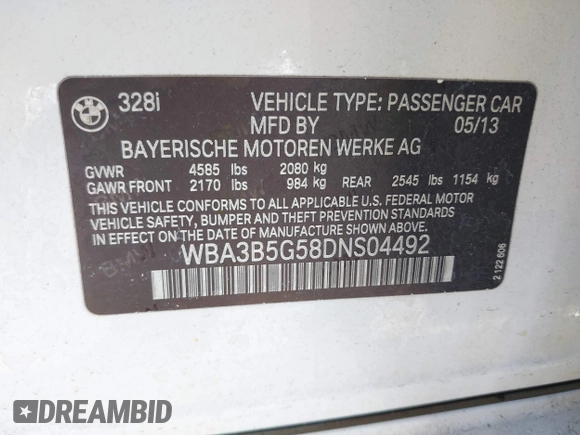 BMW
328i VEHICLE TYPE: PASSENGER CAR
MFD BY 05/13
BAYERISCHE MOTOREN WERKE AG
GVWR 4585 lbs 2080 kg
GAWR FRONT 2170 lbs 984 kg REAR 2545 lbs 1154 kg
THIS VEHICLE CONFORMS TO ALL APPLICABLE U.S. FEDERAL MOTOR
VEHICLE SAFETY, BUMPER AND THEFT PREVENTION STANDARDS
IN EFFECT ON THE DATE OF MANUFACTURE SHOWN ABOVE.
WBA3B5G58DNS04492
2 122 606
DREAMBID